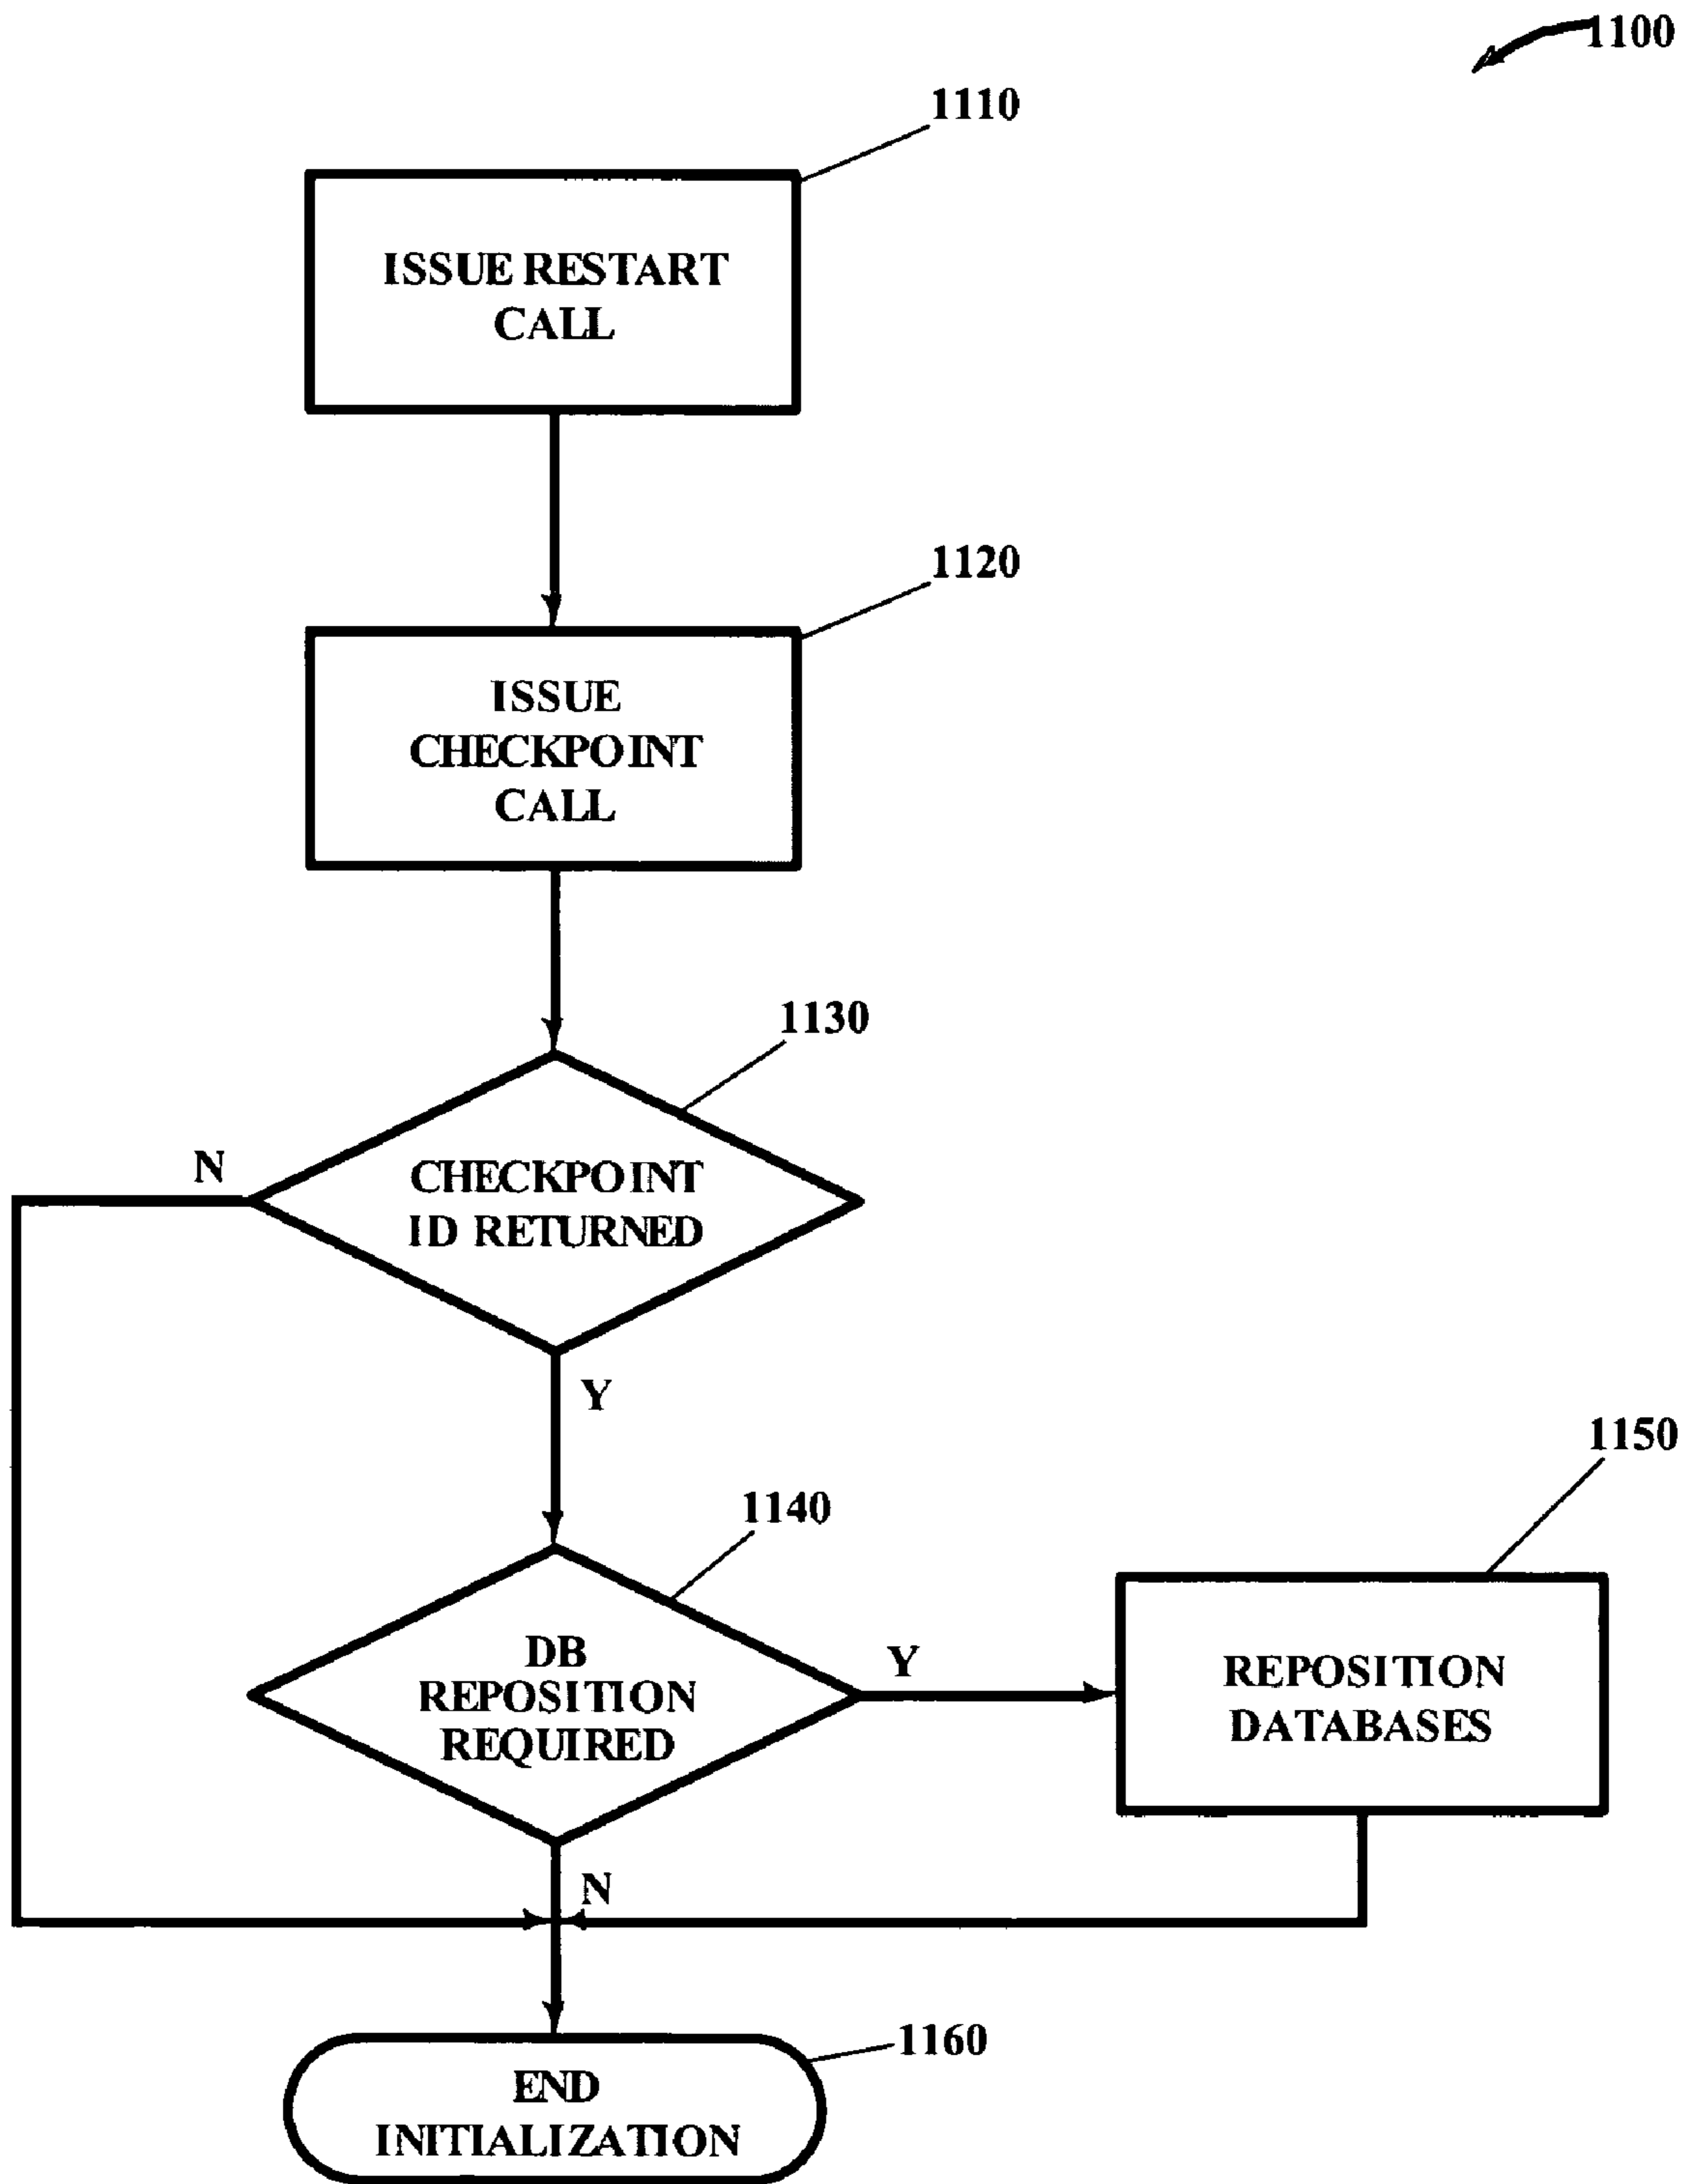 1100
1110
ISSUE RESTART
CALL
1120
ISSUE
CHECKPOINT
CALL
1130
N
CHECKPOINT
ID RETURNED
Y
1150
1140
DB
REPOSITION
REQUIRED
Y
REPOSITION
DATABASES
N
1160
END
INITIALIZATION